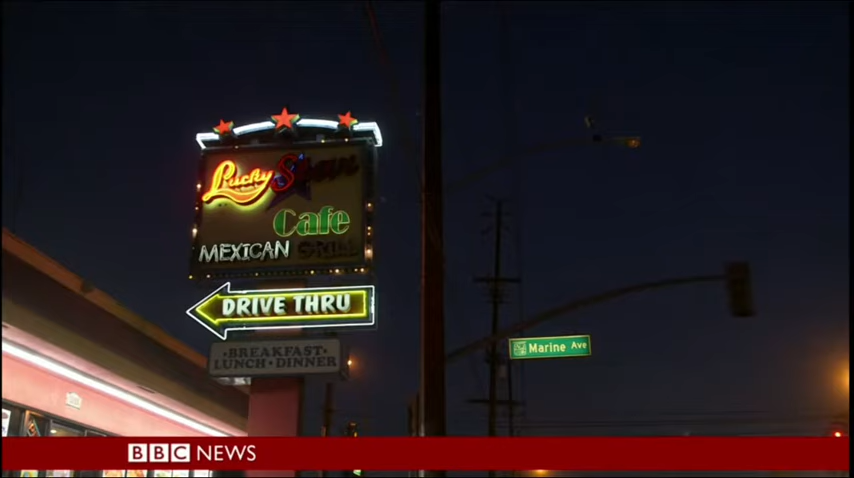 Lucky Star
Cafe
MEXICAN GRILL
DRIVE THRU
·BREAKFAST·
LUNCH·DINNER
Marine Ave
BBC NEWS